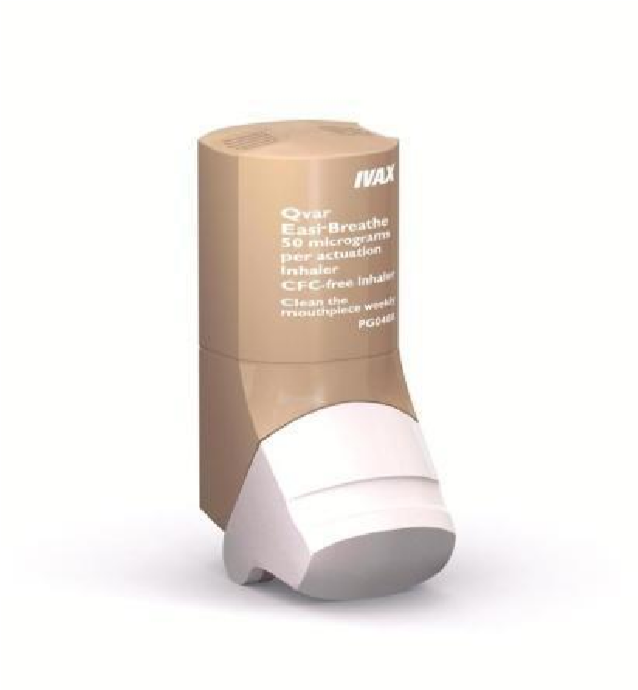 IVAX
Qvar
Easi-Breathe
50 micrograms
per actuation
Inhaler
CFC-free Inhaler
Clean the
mouthpiece weekly